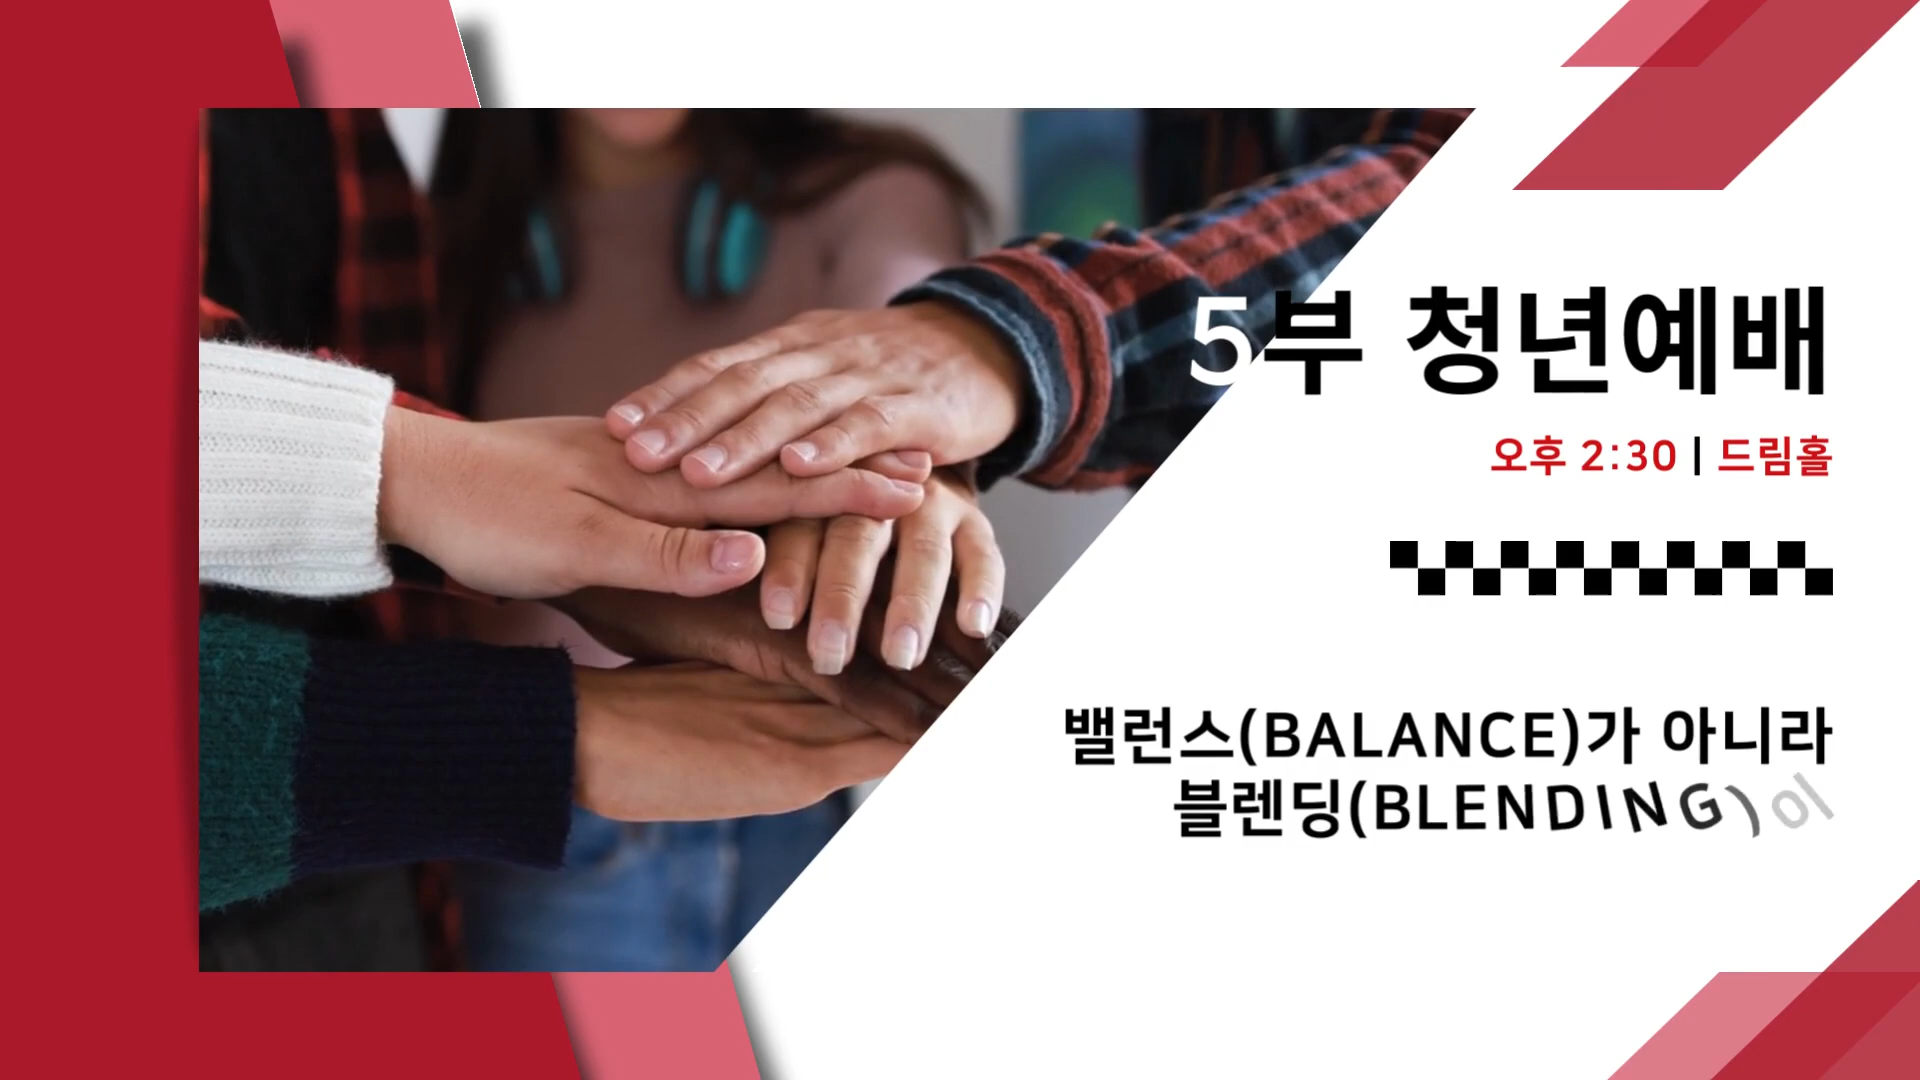 5부 청년예배
오후 2:30 | 드림홀
밸런스(BALANCE)가 아니라
블렌딩(BLENDING)이